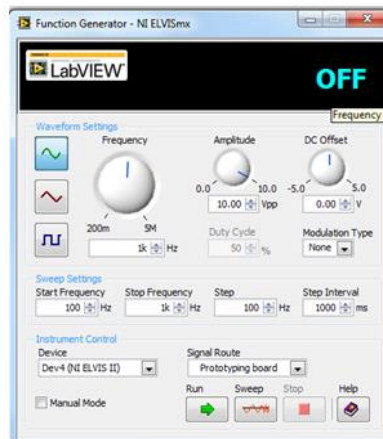 Function Generator - NI ELVISmx
LabVIEW
OFF
Frequency
Waveform Settings
Frequency
Amplitude
DC Offset
0.0 10.0
-5.0 5.0
10.00 Vpp
0.00 V
200m 5M
Duty Cycle
Modulation Type
1k Hz
50 %
None
Sweep Settings
Start Frequency
Stop Frequency
Step
Step Interval
100 Hz
1k Hz
100 Hz
1000 ms
Instrument Control
Device
Signal Route
Dev4 (NI ELVIS II)
Prototyping board
Run
Sweep
Stop
Help
Manual Mode